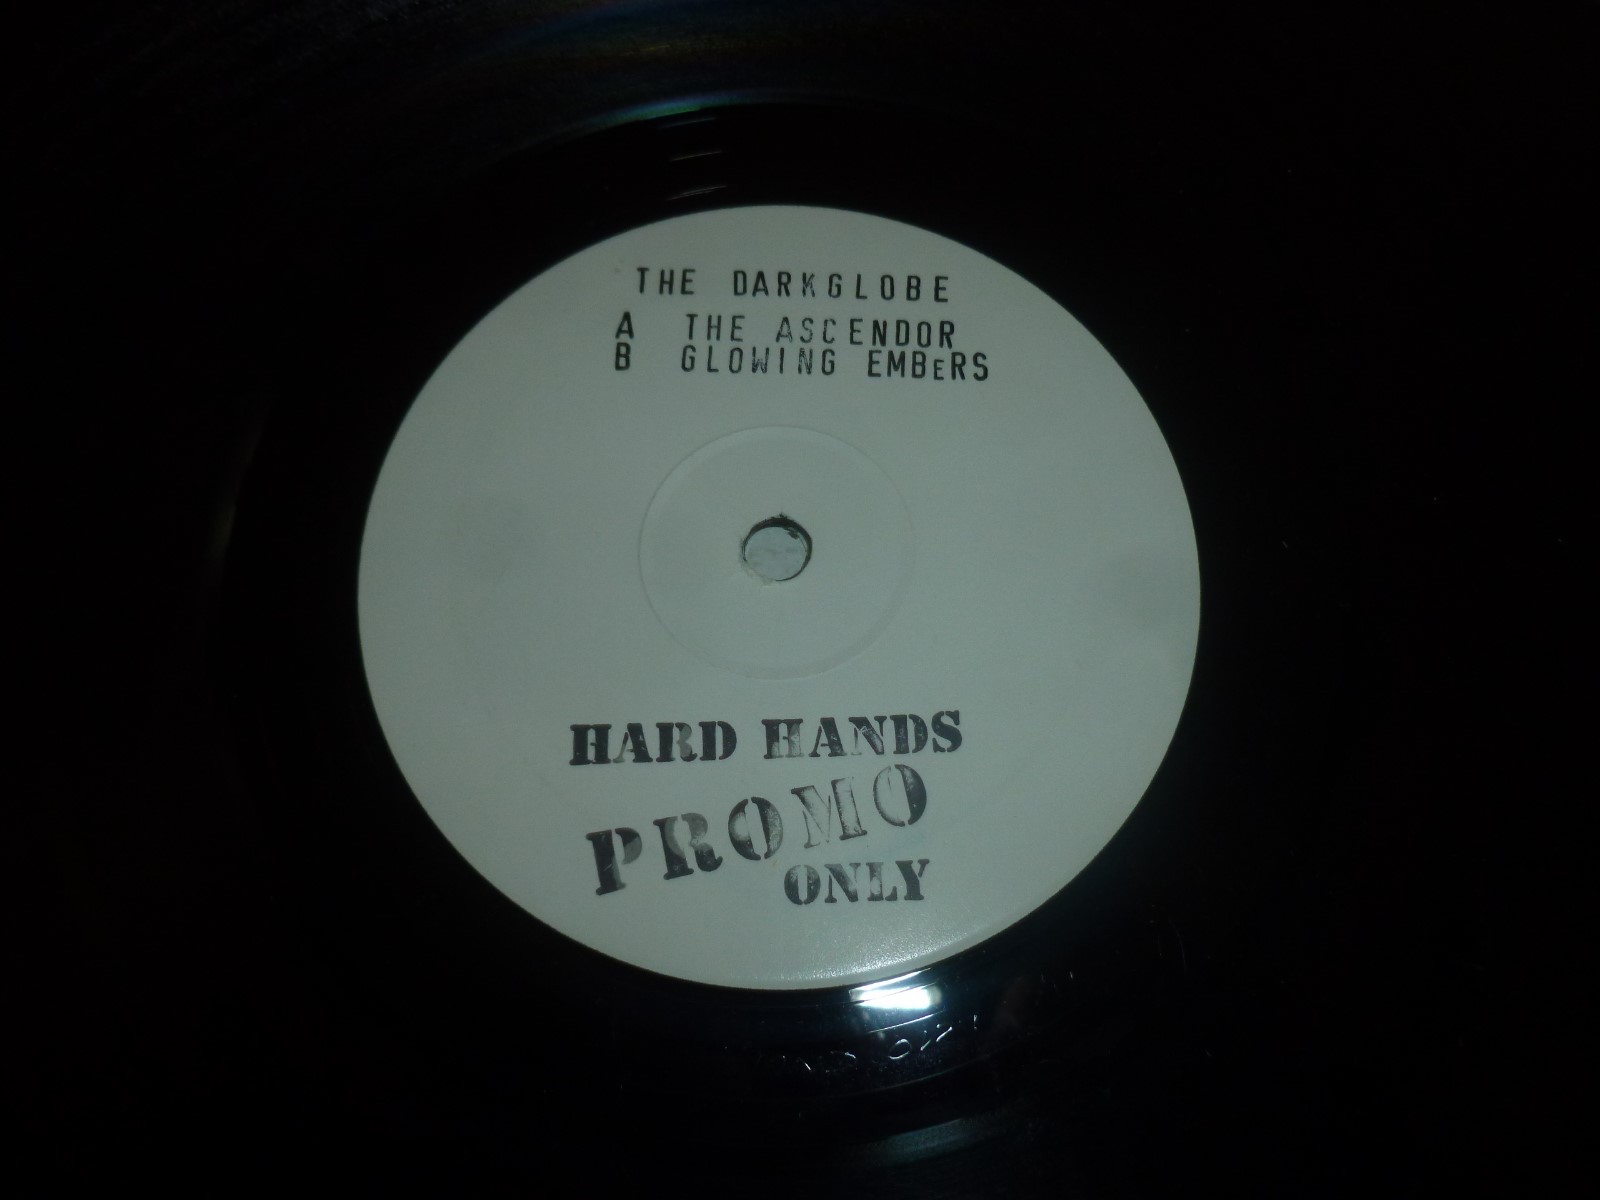 THE DARKGLOBE
A THE ASCENDOR
B GLOWING EMBeRS
HARD HANDS
PROMO
ONLY